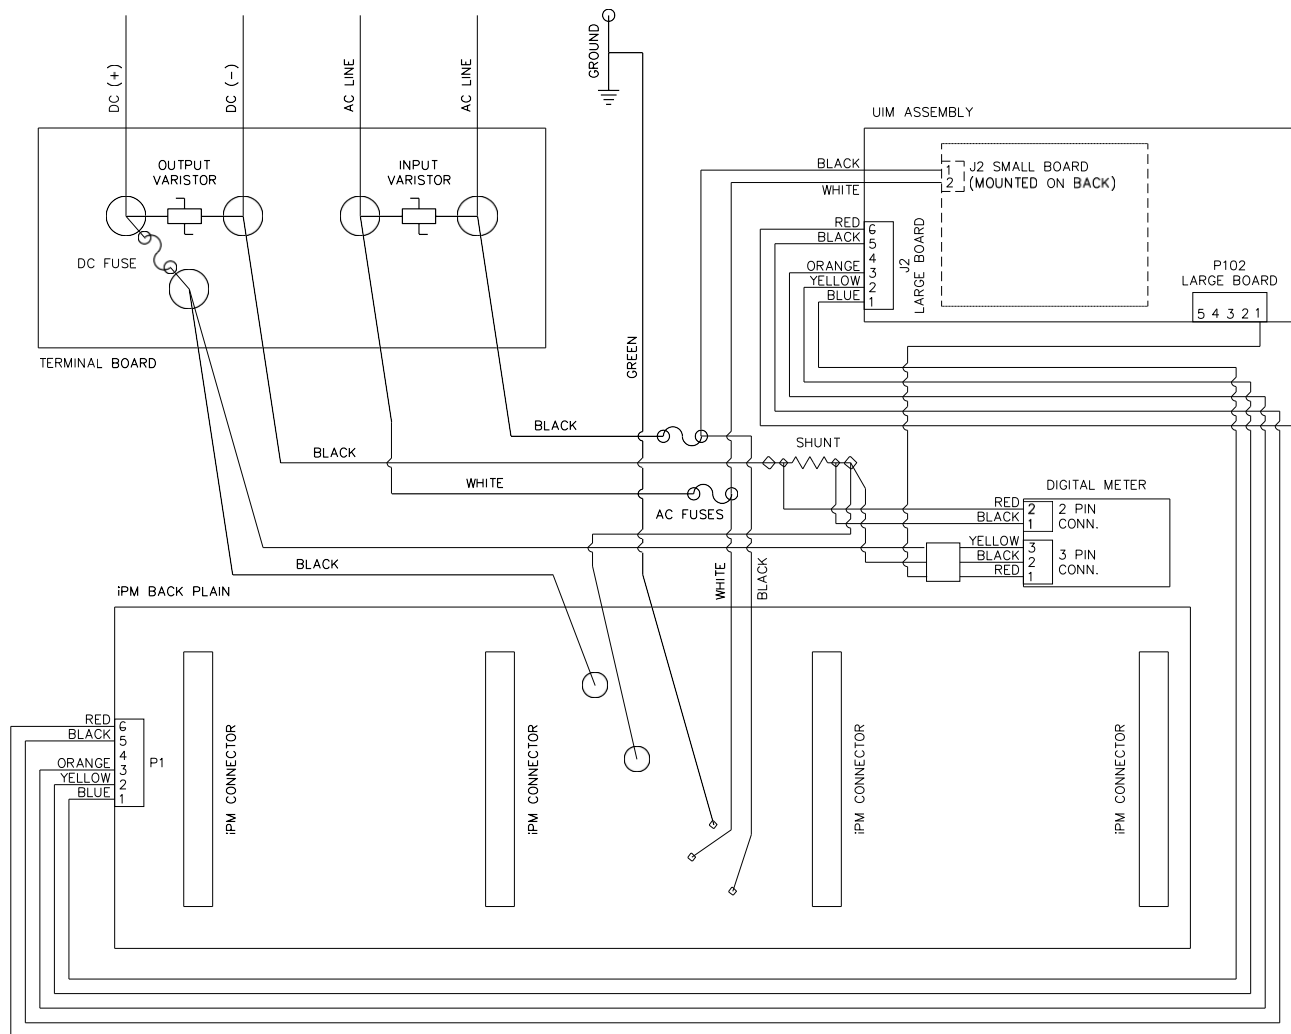 DC (+)
DC (-)
AC LINE
AC LINE
GROUND
UIM ASSEMBLY
OUTPUT
VARISTOR
INPUT
VARISTOR
DC FUSE
TERMINAL BOARD
GREEN
BLACK
1
J2 SMALL BOARD
WHITE
2
(MOUNTED ON BACK)
RED
6
BLACK
5
4
ORANGE
3
YELLOW
2
BLUE
1
J2
LARGE BOARD
P102
LARGE BOARD
5 4 3 2 1
BLACK
BLACK
WHITE
AC FUSES
SHUNT
DIGITAL METER
RED
2
2 PIN
BLACK
1
CONN.
YELLOW
3
BLACK
2
3 PIN
RED
1
CONN.
BLACK
WHITE
BLACK
iPM BACK PLAIN
RED
6
BLACK
5
4
ORANGE
3
YELLOW
2
BLUE
1
P1
iPM CONNECTOR
iPM CONNECTOR
iPM CONNECTOR
iPM CONNECTOR